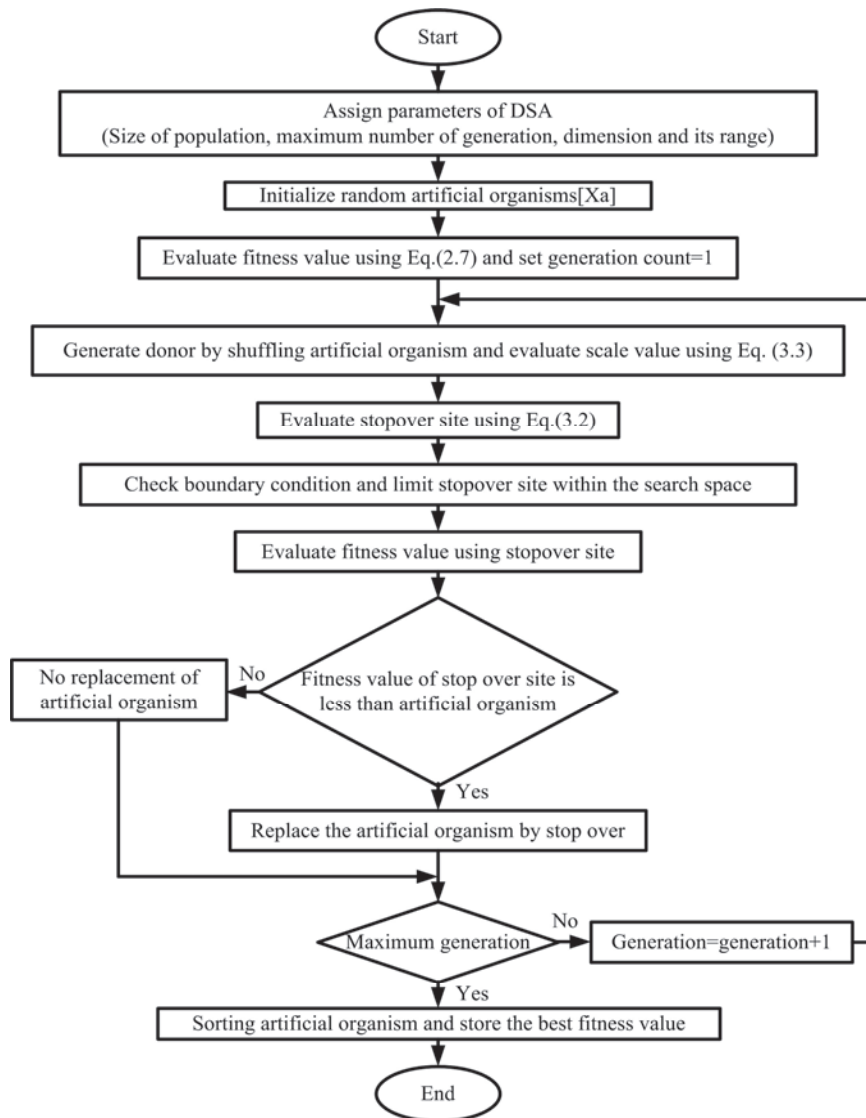 Start
Assign parameters of DSA
(Size of population, maximum number of generation, dimension and its range)
Initialize random artificial organisms[Xa]
Evaluate fitness value using Eq.(2.7) and set generation count=1
Generate donor by shuffling artificial organism and evaluate scale value using Eq. (3.3)
Evaluate stopover site using Eq.(3.2)
Check boundary condition and limit stopover site within the search space
Evaluate fitness value using stopover site
No replacement of
artificial organism
No
Fitness value of stop over site is
less than artificial organism
Yes
Replace the artificial organism by stop over
Maximum generation
No
Generation=generation+1
Yes
Sorting artificial organism and store the best fitness value
End